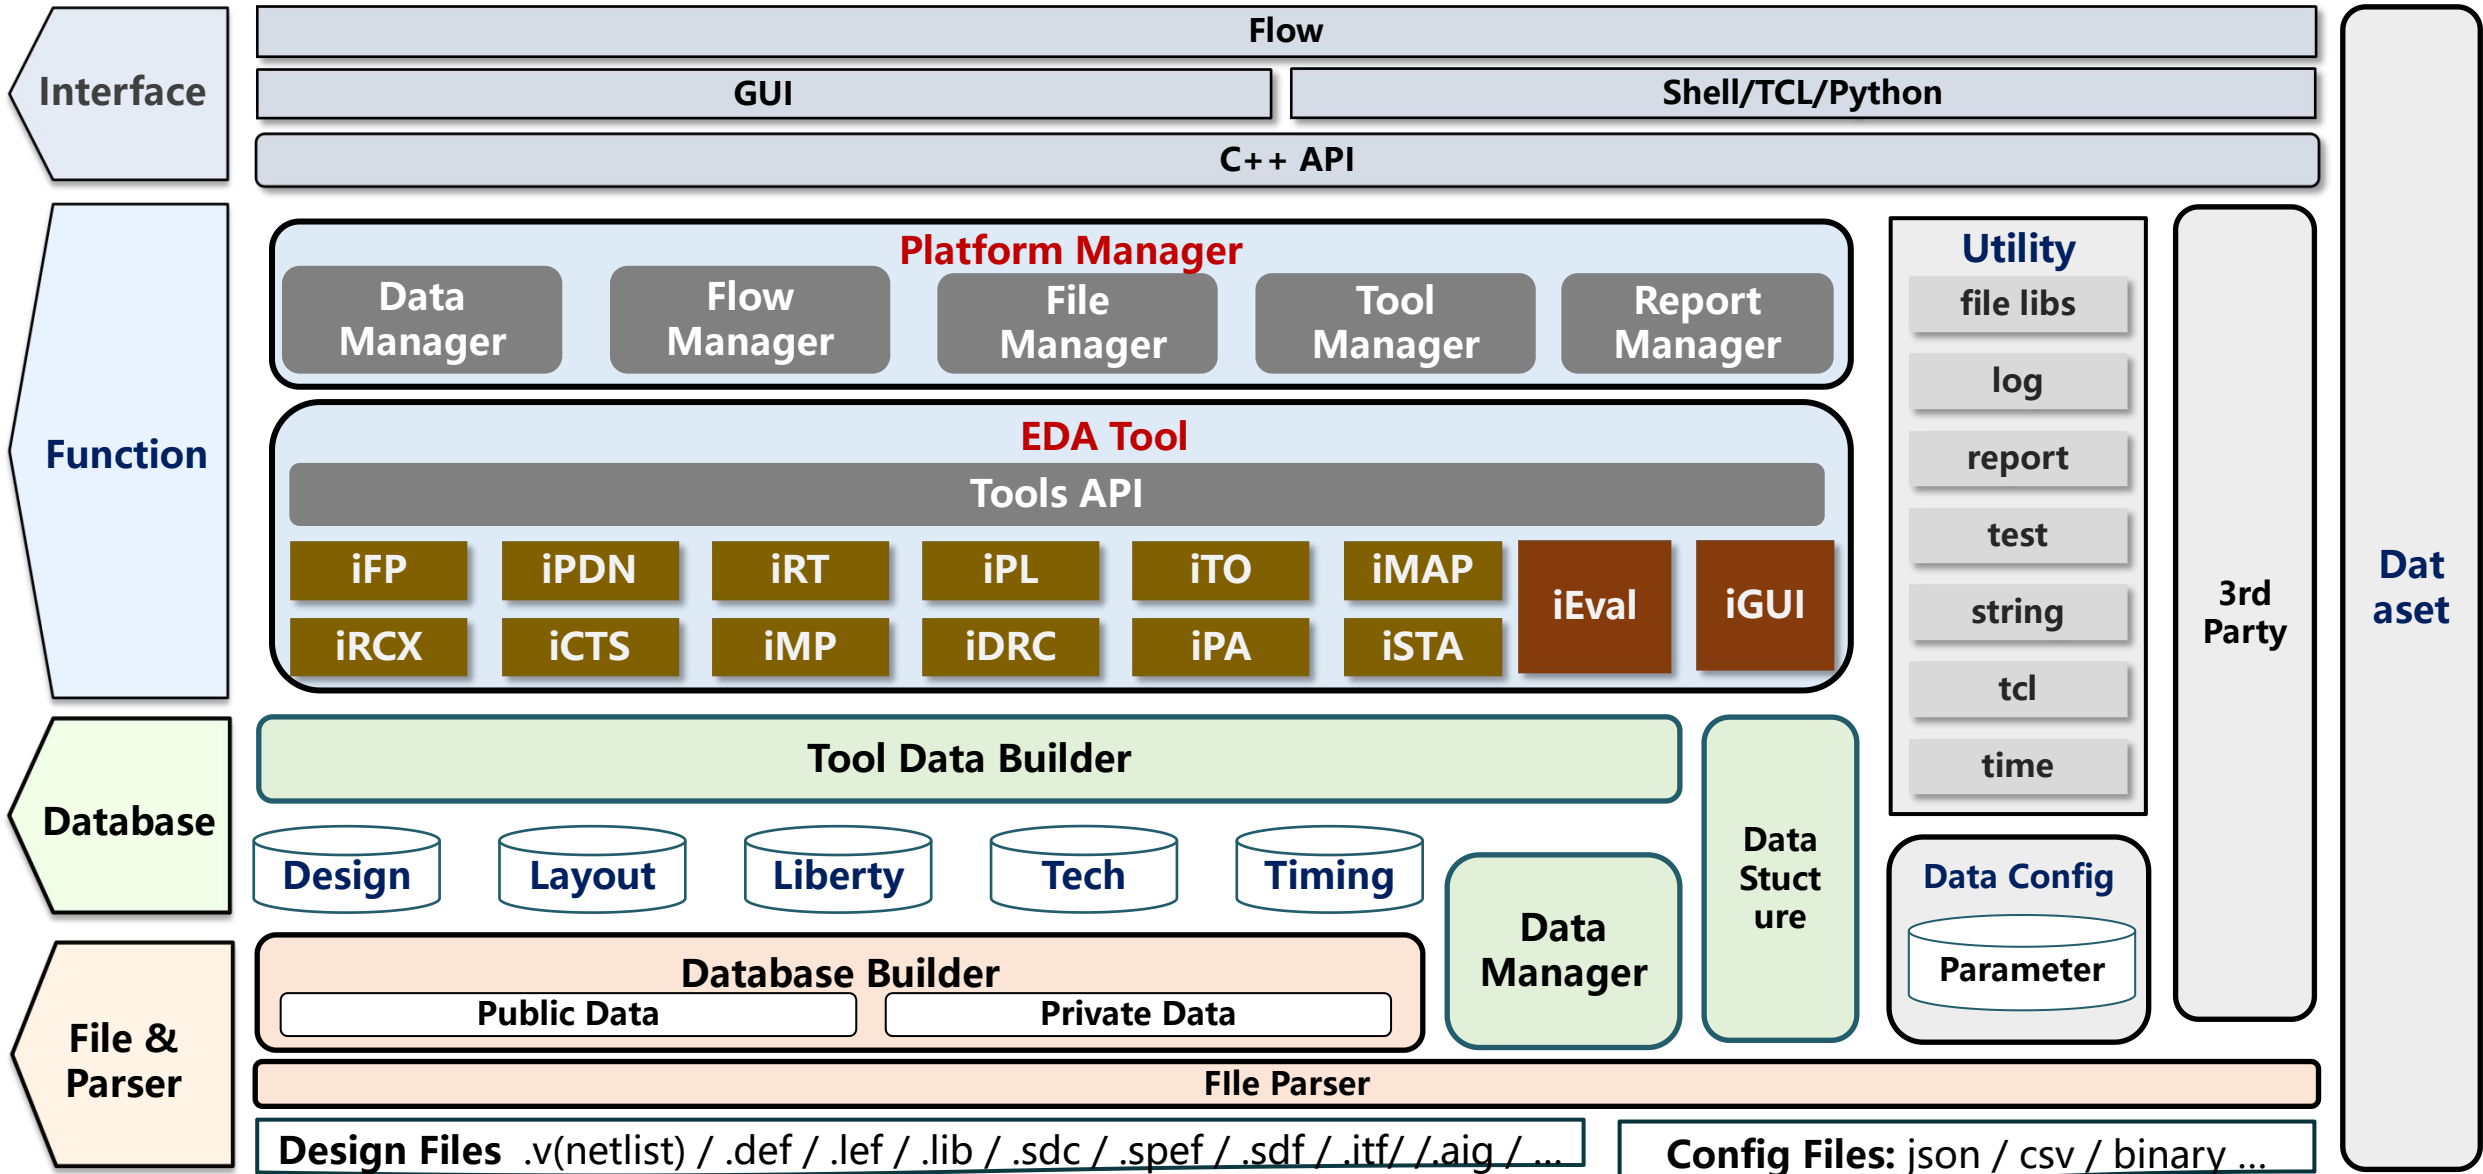 Interface
Flow
GUI
Shell/TCL/Python
C++ API
Function
Platform Manager
Data
Manager
Flow
Manager
File
Manager
Tool
Manager
Report
Manager
EDA Tool
Tools API
iFP
iPDN
iRT
iPL
iTO
iMAP
iRCX
iCTS
iMP
iDRC
iPA
iSTA
iEval
iGUI
Utility
file libs
log
report
test
string
tcl
time
3rd
Party
Dat
aset
Database
Tool Data Builder
Design
Layout
Liberty
Tech
Timing
Data
Manager
Data
Stuct
ure
Data Config
Parameter
File &
Parser
Database Builder
Public Data
Private Data
FIle Parser
Design Files .v(netlist) / .def / .lef / .lib / .sdc / .spef / .sdf / .itf/ /.aig / ...
Config Files: json / csv / binary ...